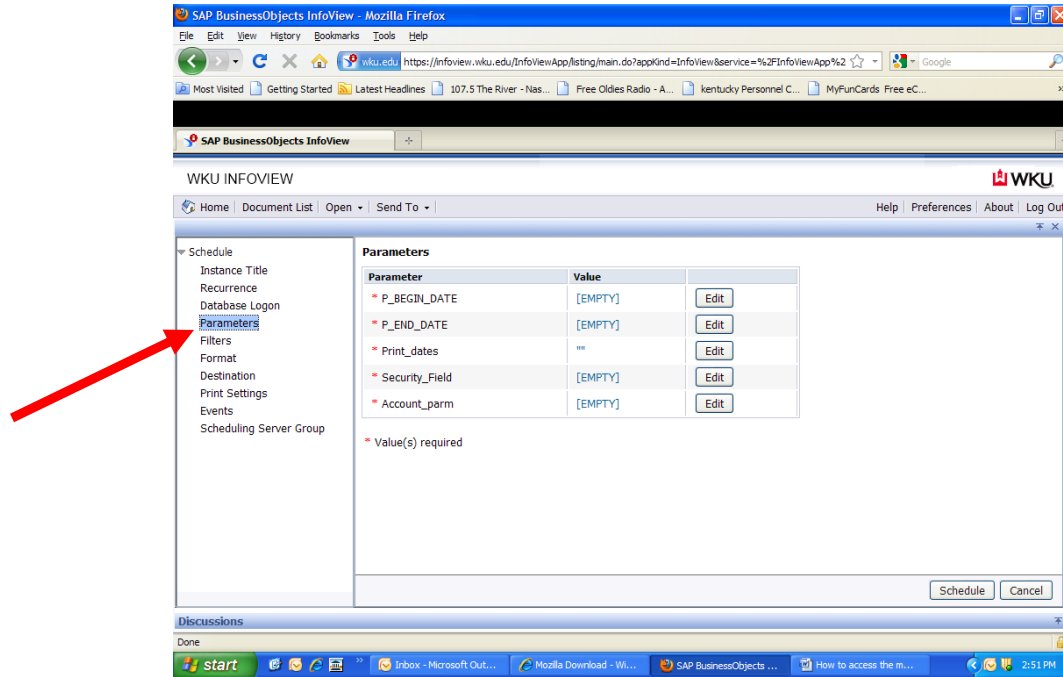 SAP BusinessObjects InfoView - Mozilla Firefox
File Edit View History Bookmarks Tools Help
wku.edu https://infoview.wku.edu/InfoViewApp/listing/main.do?appKind=InfoView&service=%2FInfoViewApp%2 Google
Most Visited Getting Started Latest Headlines 107.5 The River - Nas... Free Oldies Radio - A... kentucky Personnel C... MyFunCards Free eC...
SAP BusinessObjects InfoView
WKU INFOVIEW WKU
Home Document List Open Send To Help Preferences About Log Out
Schedule
Instance Title
Recurrence
Database Logon
Parameters
Filters
Format
Destination
Print Settings
Events
Scheduling Server Group
Parameters
Parameter Value
* P_BEGIN_DATE [EMPTY] Edit
* P_END_DATE [EMPTY] Edit
* Print_dates "" Edit
* Security_Field [EMPTY] Edit
* Account_parm [EMPTY] Edit
* Value(s) required
Schedule Cancel
Discussions
Done
start Inbox - Microsoft Out... Mozilla Download - Wi... SAP BusinessObjects ... How to access the m... 2:51 PM